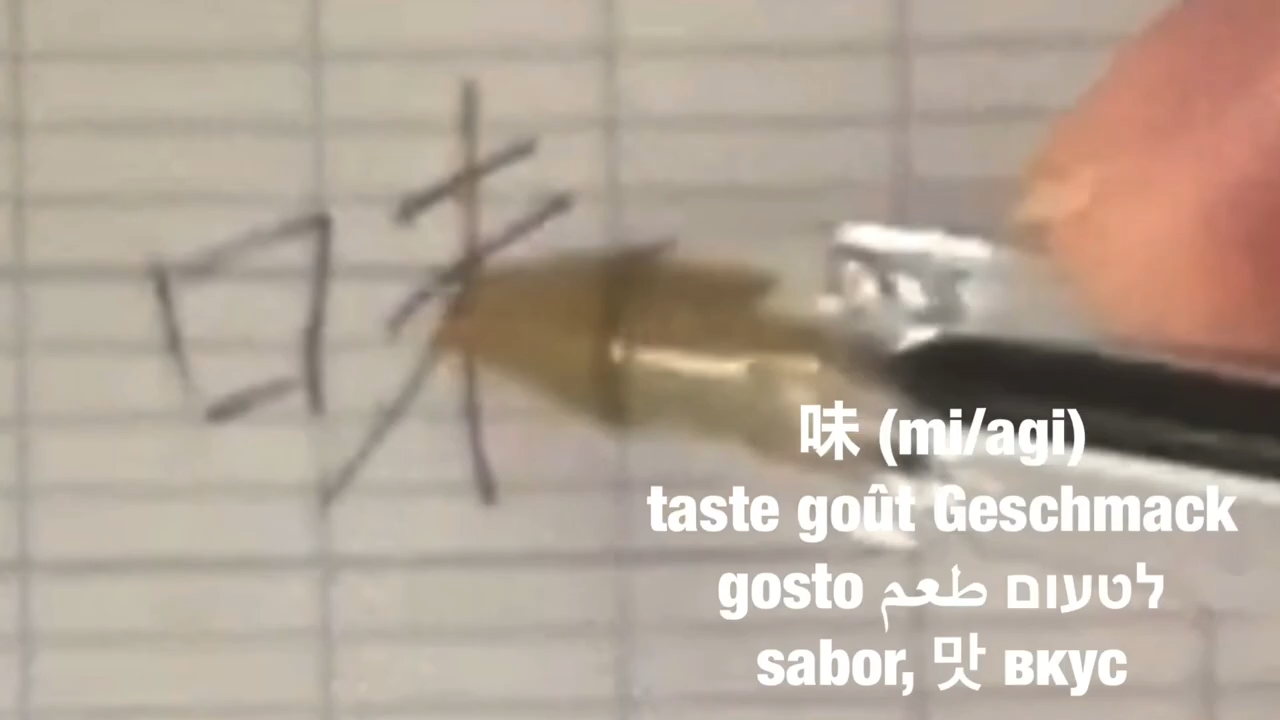 味
味 (mi/agi)
taste goût Geschmack
gosto طعم לטעום
sabor, 맛 вкус